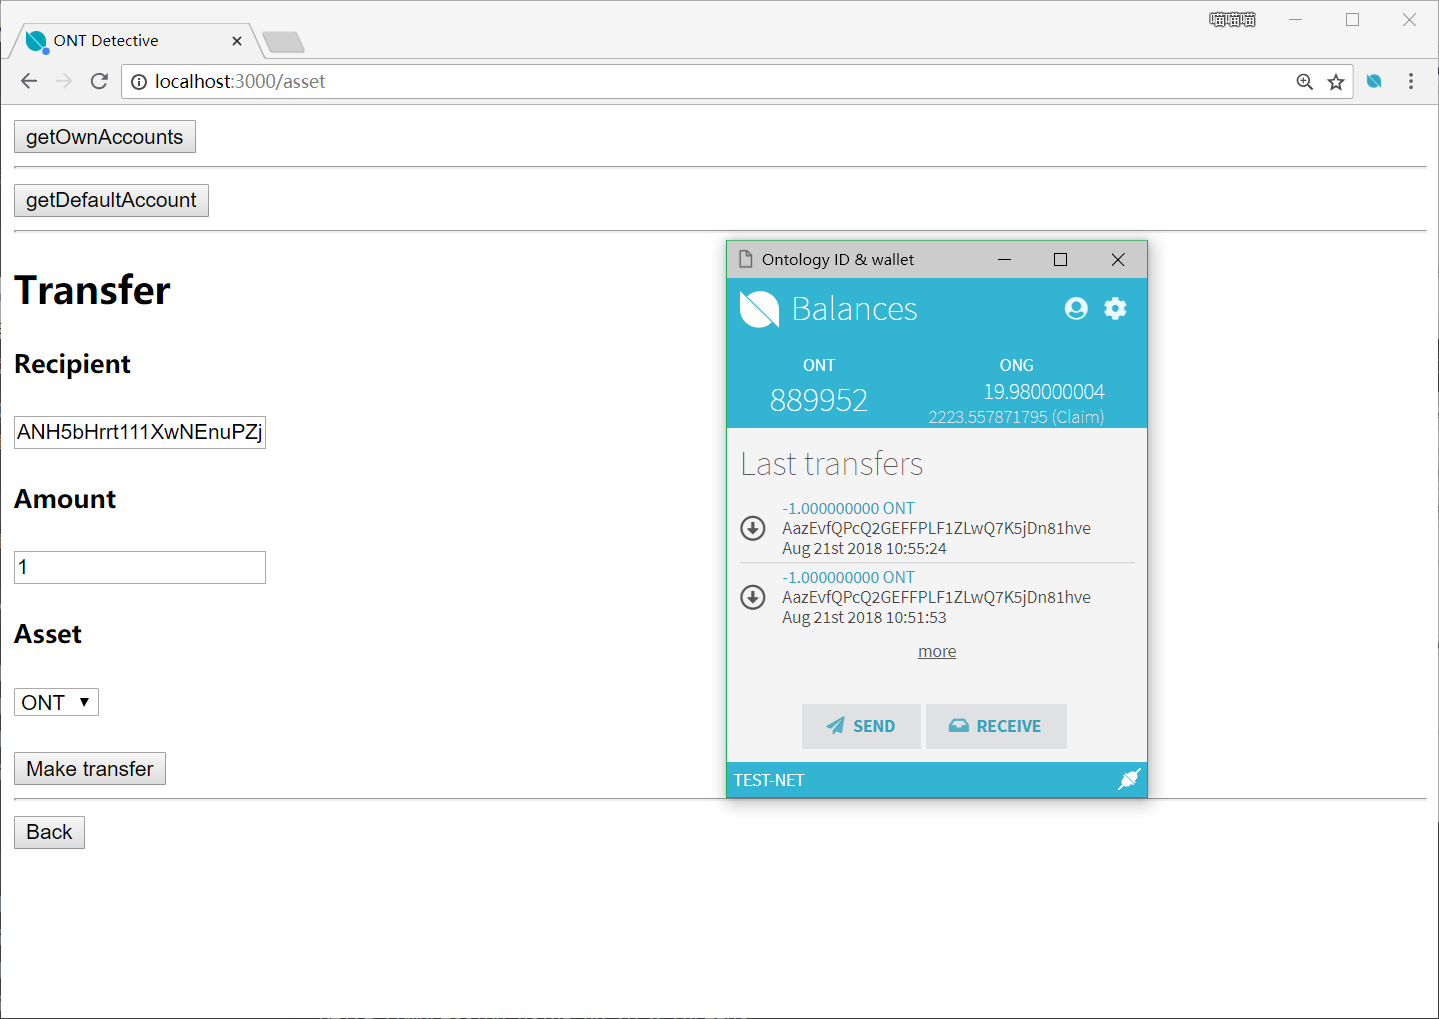 喵喵喵
ONT Detective
localhost:3000/asset
getOwnAccounts
getDefaultAccount
Transfer
Recipient
ANH5bHrrt111XwNEnuPZj
Amount
1
Asset
ONT
Make transfer
Back
Ontology ID & wallet
Balances
ONT
889952
ONG
19.980000004
2223.557871795 (Claim)
Last transfers
-1.000000000 ONT
AazEvfQPcQ2GEFFPLF1ZLwQ7K5jDn81hve
Aug 21st 2018 10:55:24
-1.000000000 ONT
AazEvfQPcQ2GEFFPLF1ZLwQ7K5jDn81hve
Aug 21st 2018 10:51:53
more
SEND
RECEIVE
TEST-NET